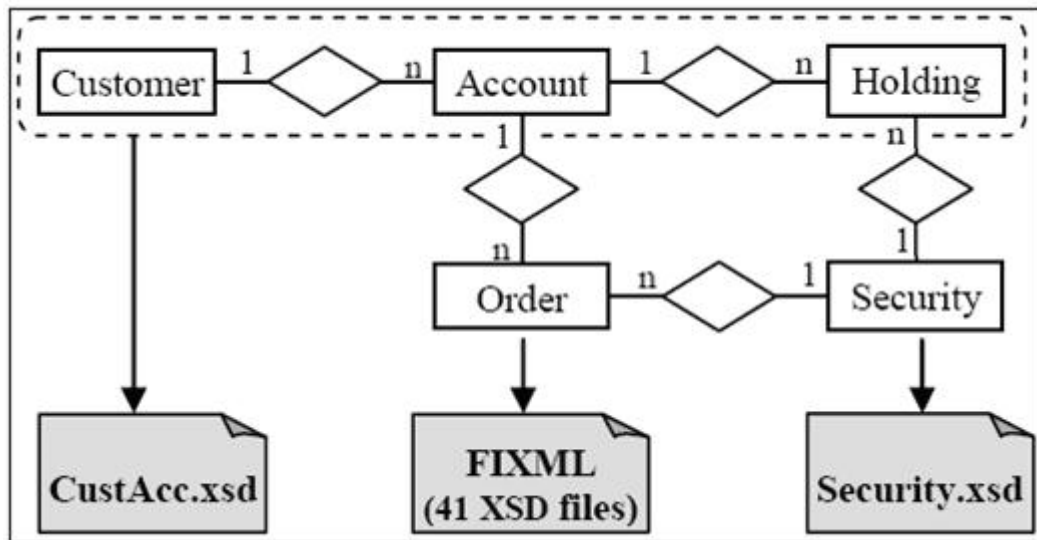 Customer 1 n Account 1 n Holding
1 n
n 1
Order n 1 Security
CustAcc.xsd
FIXML
(41 XSD files)
Security.xsd